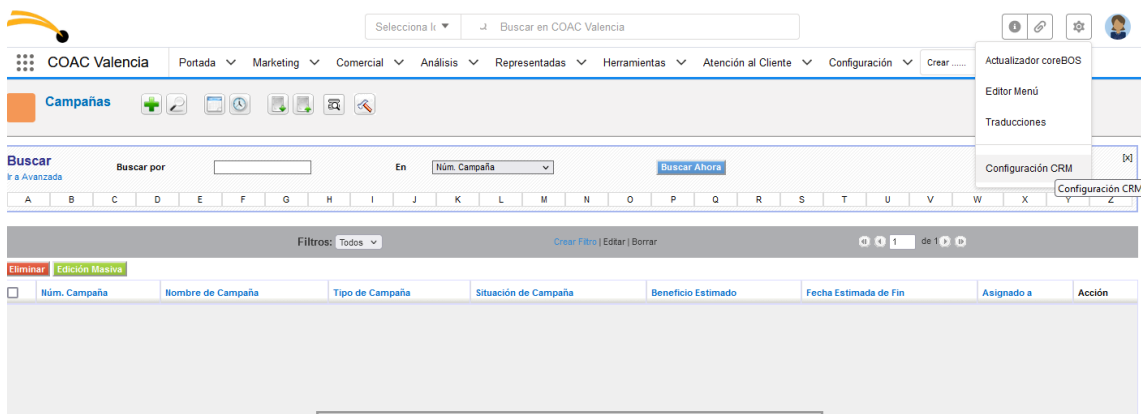 Selecciona lc
Buscar en COAC Valencia
COAC Valencia
Portada
Marketing
Comercial
Análisis
Representadas
Herramientas
Atención al Cliente
Configuración
Crear ......
Actualizador coreBOS
Editor Menú
Traducciones
Configuración CRM
Configuración CRM
Campañas
Buscar
Ir a Avanzada
Buscar por
En
Núm. Campaña
Buscar Ahora
[x]
A B C D E F G H I J K L M N O P Q R S T U V W X Y Z
Filtros: Todos
Crear Filtro | Editar | Borrar
1 de 1
Eliminar Edición Masiva
Núm. Campaña Nombre de Campaña Tipo de Campaña Situación de Campaña Beneficio Estimado Fecha Estimada de Fin Asignado a Acción